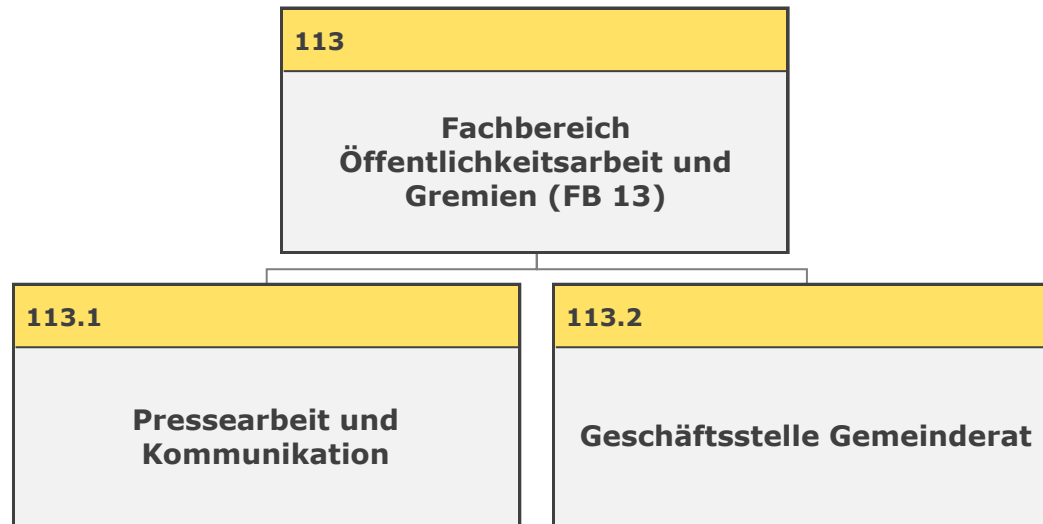 113
Fachbereich
Öffentlichkeitsarbeit und
Gremien (FB 13)
113.1
Pressearbeit und
Kommunikation
113.2
Geschäftsstelle Gemeinderat